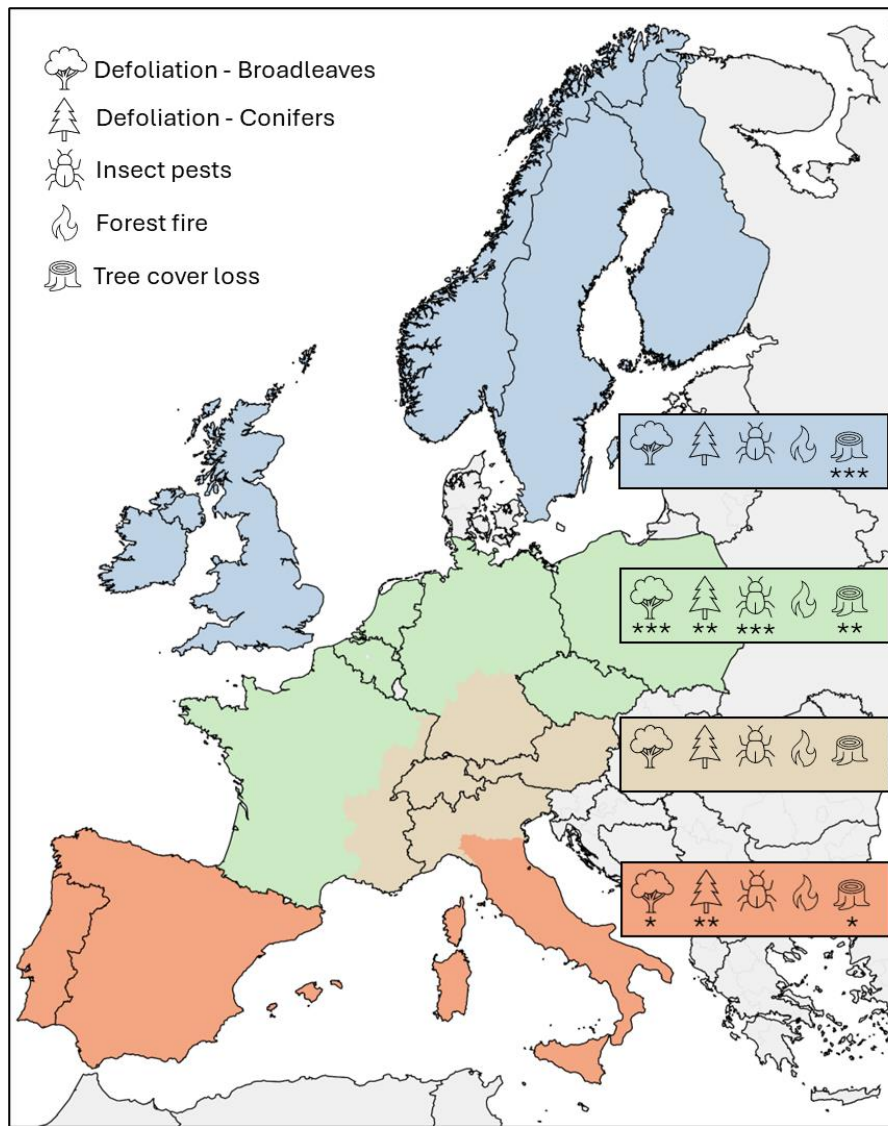 Defoliation - Broadleaves
Defoliation - Conifers
Insect pests
Forest fire
Tree cover loss
***
*** ** *** **
* ** *